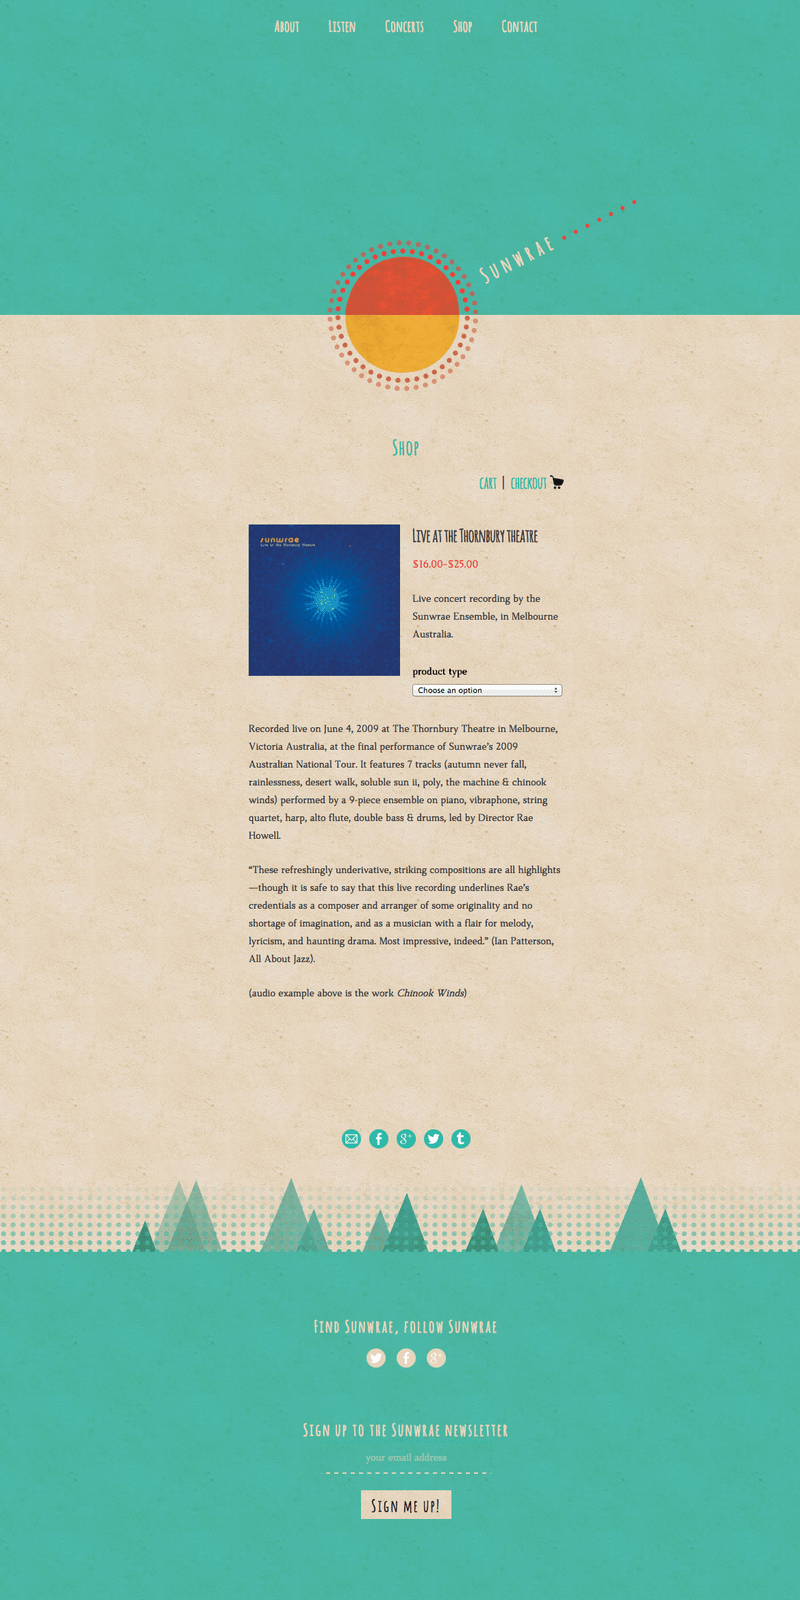 About Listen Concerts Shop Contact
Sunwrae
Shop
cart | checkout
sunwrae
Live at The Thornbury Theatre
Live at the Thornbury theatre
$16.00–$25.00
Live concert recording by the
Sunwrae Ensemble, in Melbourne
Australia.
product type
Choose an option
Recorded live on June 4, 2009 at The Thornbury Theatre in Melbourne,
Victoria Australia, at the final performance of Sunwrae’s 2009
Australian National Tour. It features 7 tracks (autumn never fall,
rainlessness, desert walk, soluble sun ii, poly, the machine & chinook
winds) performed by a 9-piece ensemble on piano, vibraphone, string
quartet, harp, alto flute, double bass & drums, led by Director Rae
Howell.
“These refreshingly underivative, striking compositions are all highlights
—though it is safe to say that this live recording underlines Rae’s
credentials as a composer and arranger of some originality and no
shortage of imagination, and as a musician with a flair for melody,
lyricism, and haunting drama. Most impressive, indeed.” (Ian Patterson,
All About Jazz).
(audio example above is the work Chinook Winds)
Find Sunwrae, follow Sunwrae
Sign up to the Sunwrae newsletter
your email address
Sign me up!